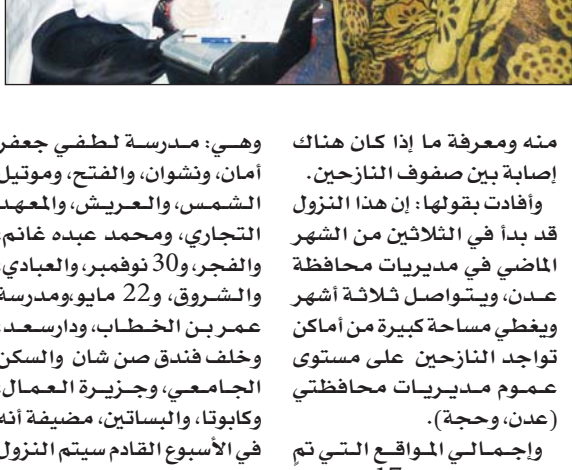 منه ومعرفة ما إذا كان هناك
إصابة بين صفوف النازحين.
وأفادت بقولها: إن هذا النزول
قد بدأ في الثلاثين من الشهر
الماضي في مديريات محافظة
عدن، ويتواصل ثلاثة أشهر
ويغطي مساحة كبيرة من أماكن
تواجد النازحين على مستوى
عموم مديريات محافظتي
(عدن، وحجة).
وإجمالي المواقع التي تم
وهي: مدرسة لطفي جعفر
أمان، ونشوان، والفتح، وموتيل
الشمس، والعريش، والمعهد
التجاري، ومحمد عبده غانم،
والفجر، و30 نوفمبر، والعبادي،
والشروق، و22 مايو،ومدرسة
عمر بن الخطاب، ودارسعد،
وخلف فندق صن شان والسكن
الجامعي، وجزيرة العمال،
وكابوتا، والبساتين، مضيفة أنه
في الأسبوع القادم سيتم النزول